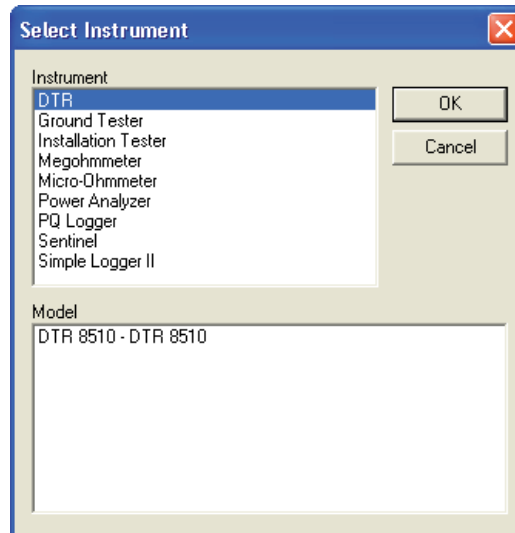 Select Instrument
Instrument
DTR
Ground Tester
Installation Tester
Megohmmeter
Micro-Ohmmeter
Power Analyzer
PQ Logger
Sentinel
Simple Logger II
OK
Cancel
Model
DTR 8510 - DTR 8510